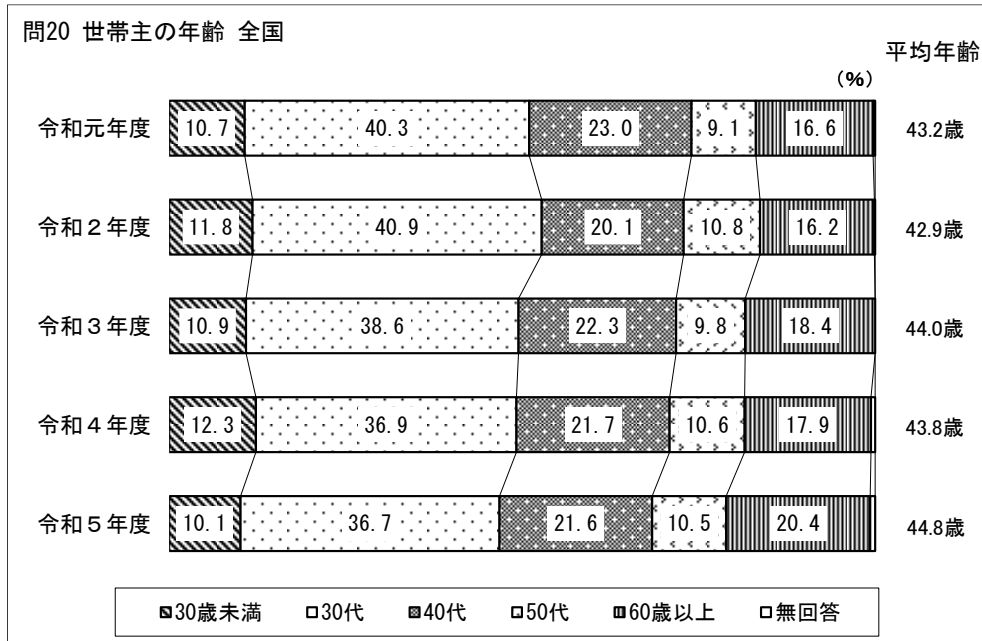 問20 世帯主の年齢 全国
平均年齢
(%)
令和元年度 10.7 40.3 23.0 9.1 16.6 43.2歳
令和２年度 11.8 40.9 20.1 10.8 16.2 42.9歳
令和３年度 10.9 38.6 22.3 9.8 18.4 44.0歳
令和４年度 12.3 36.9 21.7 10.6 17.9 43.8歳
令和５年度 10.1 36.7 21.6 10.5 20.4 44.8歳
30歳未満 30代 40代 50代 60歳以上 無回答